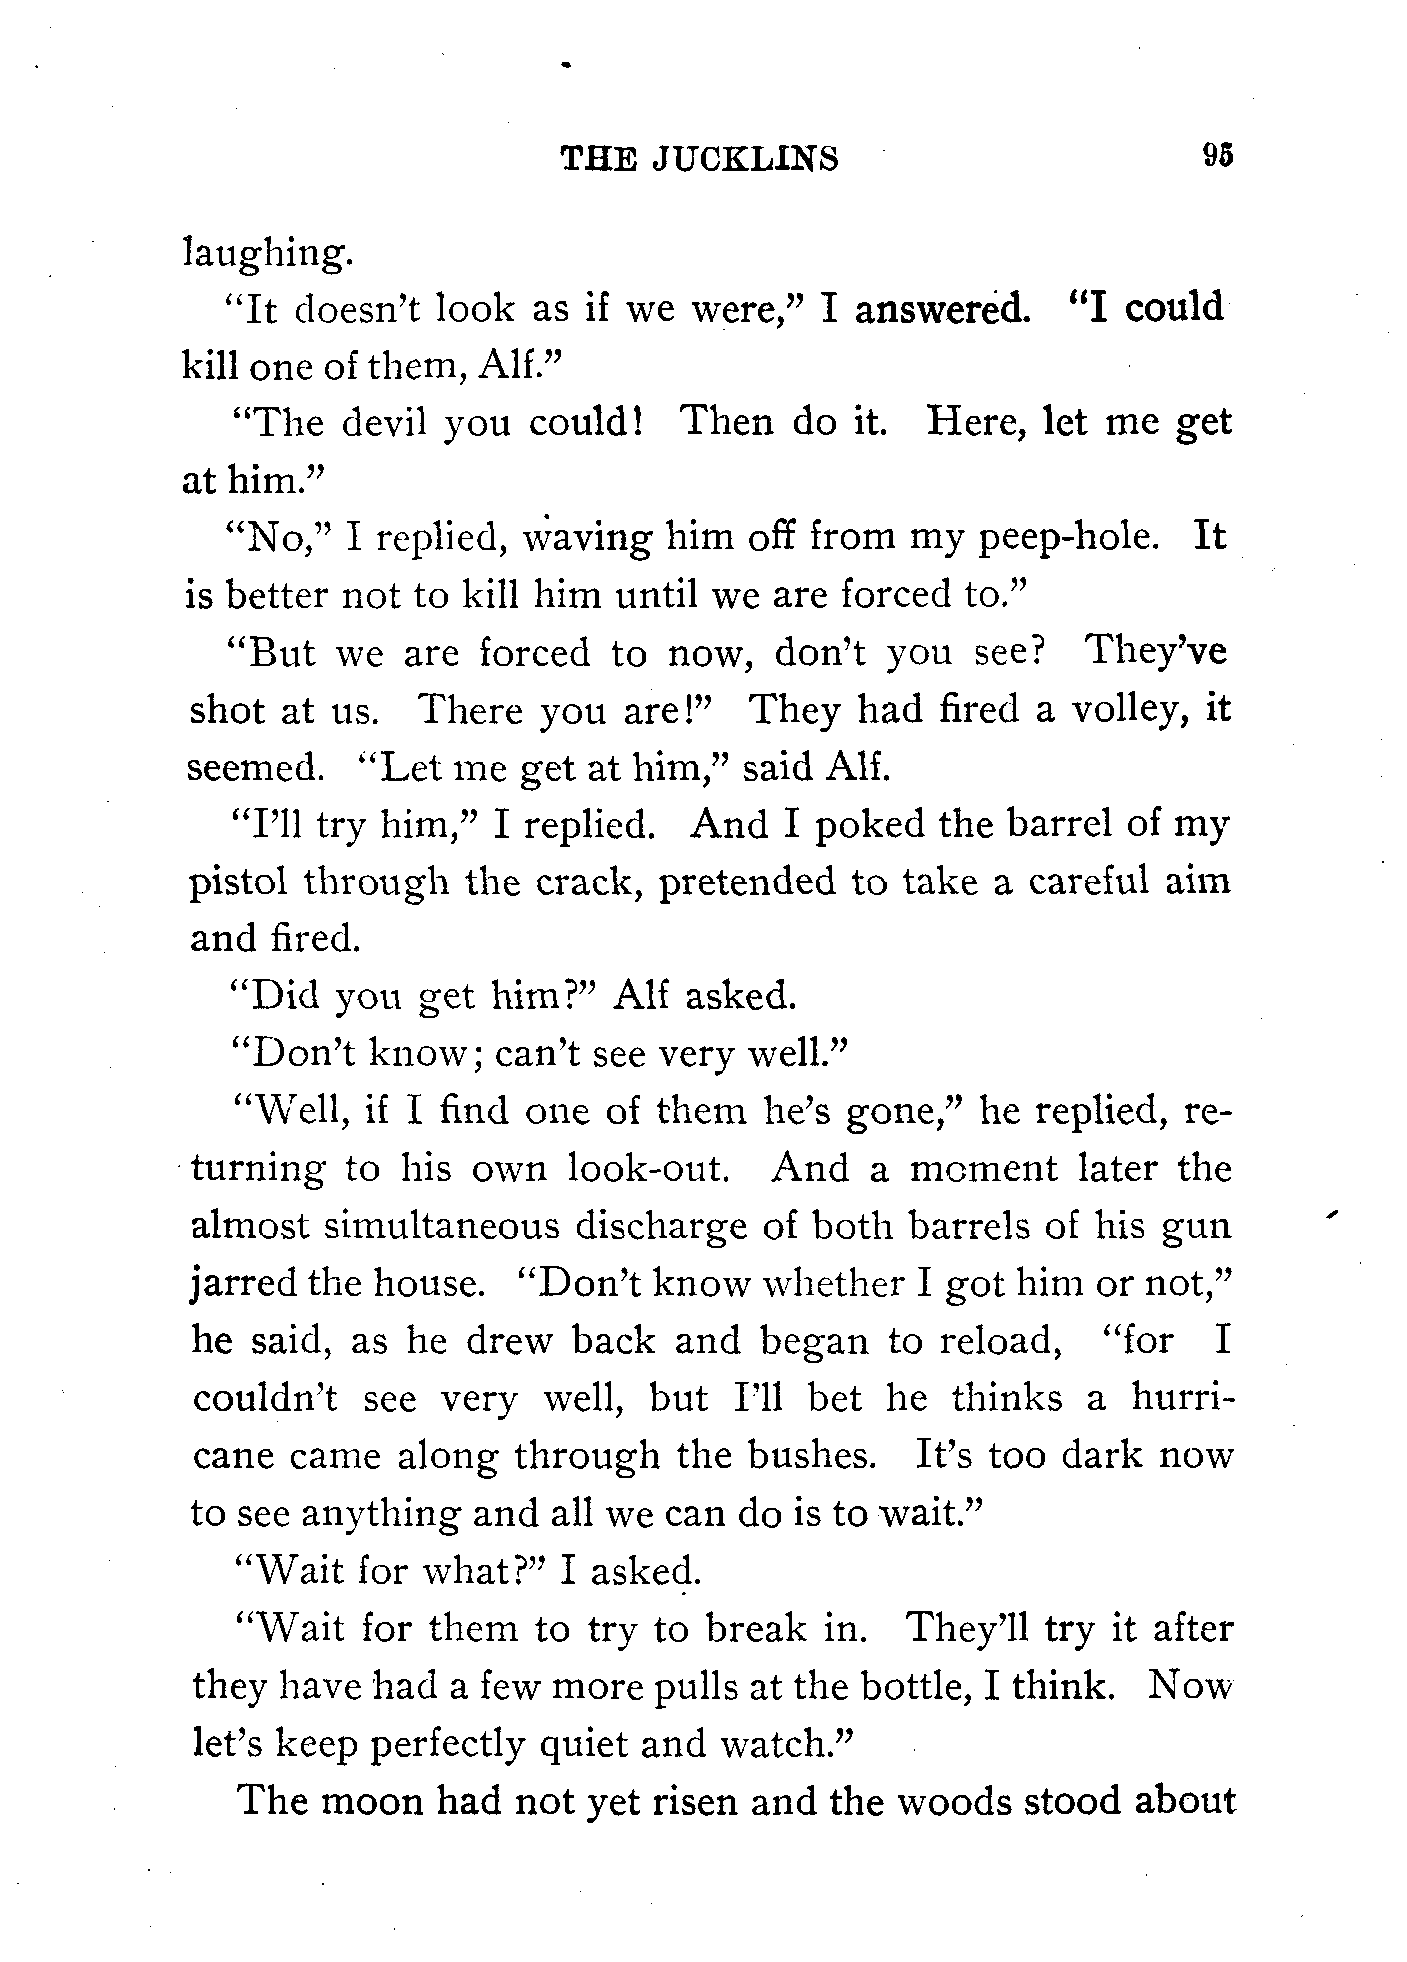 THE JUCKLINS 95
laughing.
“It doesn’t look as if we were,” I answered. “I could
kill one of them, Alf.”
“The devil you could! Then do it. Here, let me get
at him.”
“No,” I replied, waving him off from my peep-hole. It
is better not to kill him until we are forced to.”
“But we are forced to now, don’t you see? They’ve
shot at us. There you are!” They had fired a volley, it
seemed. “Let me get at him,” said Alf.
“I’ll try him,” I replied. And I poked the barrel of my
pistol through the crack, pretended to take a careful aim
and fired.
“Did you get him?” Alf asked.
“Don’t know; can’t see very well.”
“Well, if I find one of them he’s gone,” he replied, re-
turning to his own look-out. And a moment later the
almost simultaneous discharge of both barrels of his gun
jarred the house. “Don’t know whether I got him or not,”
he said, as he drew back and began to reload, “for I
couldn’t see very well, but I’ll bet he thinks a hurri-
cane came along through the bushes. It’s too dark now
to see anything and all we can do is to wait.”
“Wait for what?” I asked.
“Wait for them to try to break in. They’ll try it after
they have had a few more pulls at the bottle, I think. Now
let’s keep perfectly quiet and watch.”
The moon had not yet risen and the woods stood about